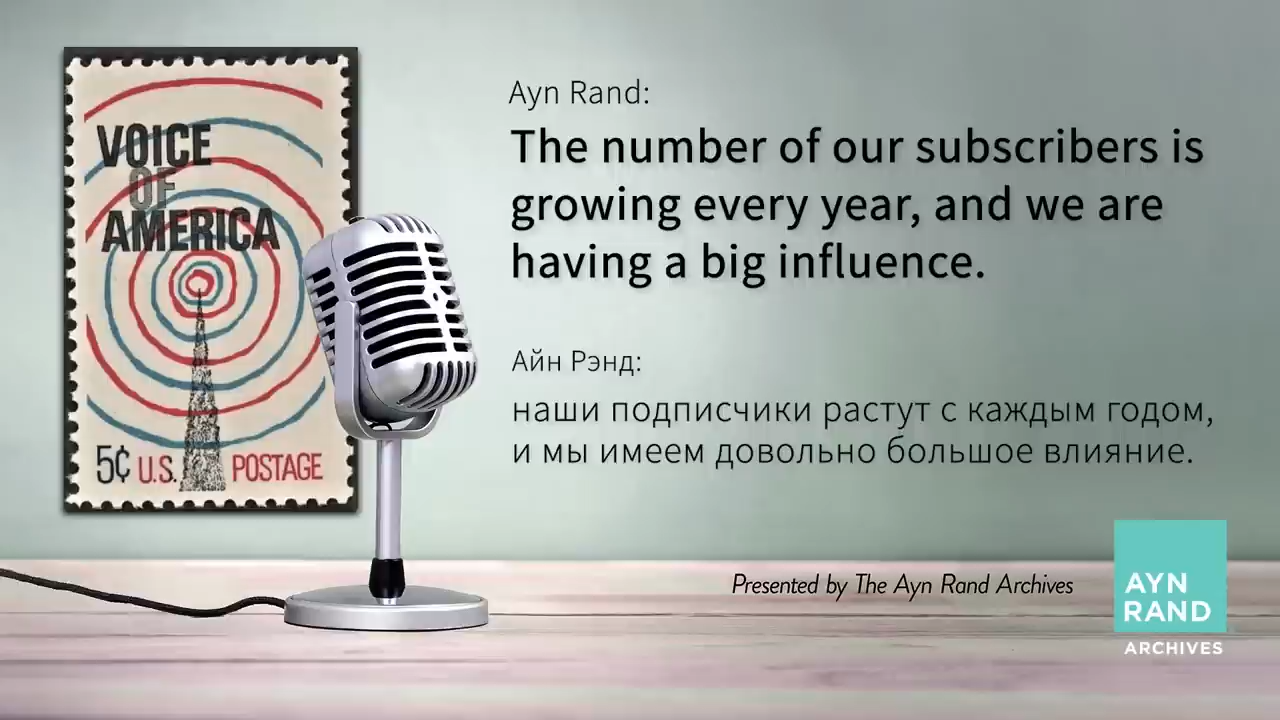 VOICE
OF
AMERICA
5¢ U.S. POSTAGE
Ayn Rand:
The number of our subscribers is
growing every year, and we are
having a big influence.
Айн Рэнд:
наши подписчики растут с каждым годом,
и мы имеем довольно большое влияние.
Presented by The Ayn Rand Archives
AYN
RAND
ARCHIVES